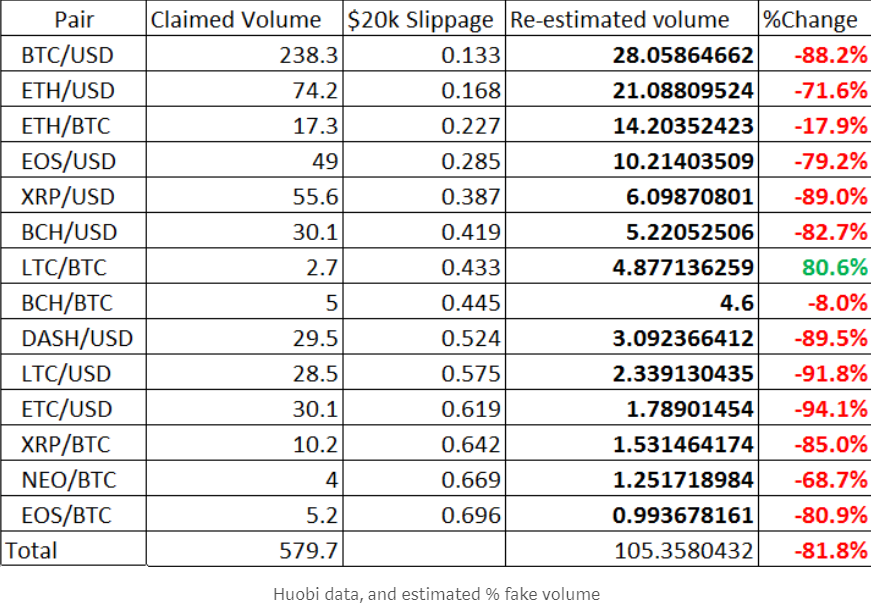 Pair Claimed Volume $20k Slippage Re-estimated volume %Change
BTC/USD 238.3 0.133 28.05864662 -88.2%
ETH/USD 74.2 0.168 21.08809524 -71.6%
ETH/BTC 17.3 0.227 14.20352423 -17.9%
EOS/USD 49 0.285 10.21403509 -79.2%
XRP/USD 55.6 0.387 6.09870801 -89.0%
BCH/USD 30.1 0.419 5.22052506 -82.7%
LTC/BTC 2.7 0.433 4.877136259 80.6%
BCH/BTC 5 0.445 4.6 -8.0%
DASH/USD 29.5 0.524 3.092366412 -89.5%
LTC/USD 28.5 0.575 2.339130435 -91.8%
ETC/USD 30.1 0.619 1.78901454 -94.1%
XRP/BTC 10.2 0.642 1.531464174 -85.0%
NEO/BTC 4 0.669 1.251718984 -68.7%
EOS/BTC 5.2 0.696 0.993678161 -80.9%
Total 579.7 105.3580432 -81.8%
Huobi data, and estimated % fake volume